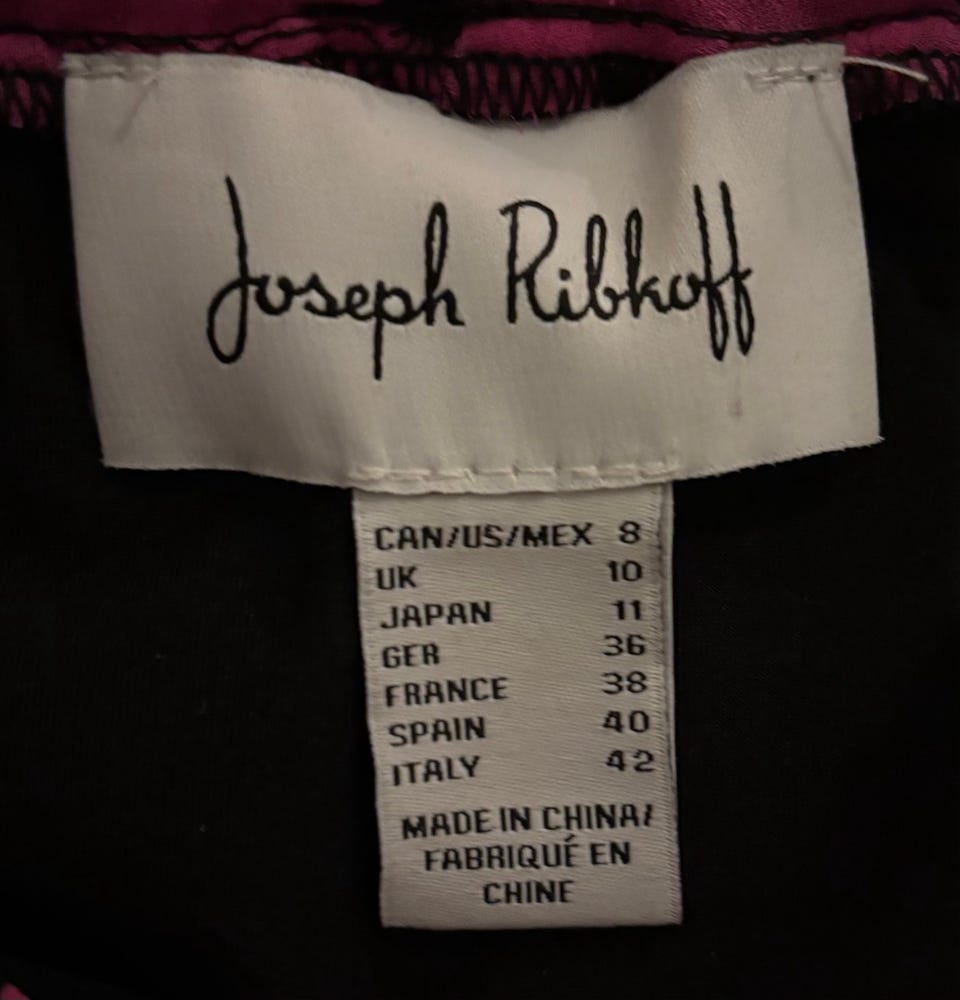 Joseph Ribkoff
CAN/US/MEX 8
UK 10
JAPAN 11
GER 36
FRANCE 38
SPAIN 40
ITALY 42
MADE IN CHINA/
FABRIQUÉ EN
CHINE